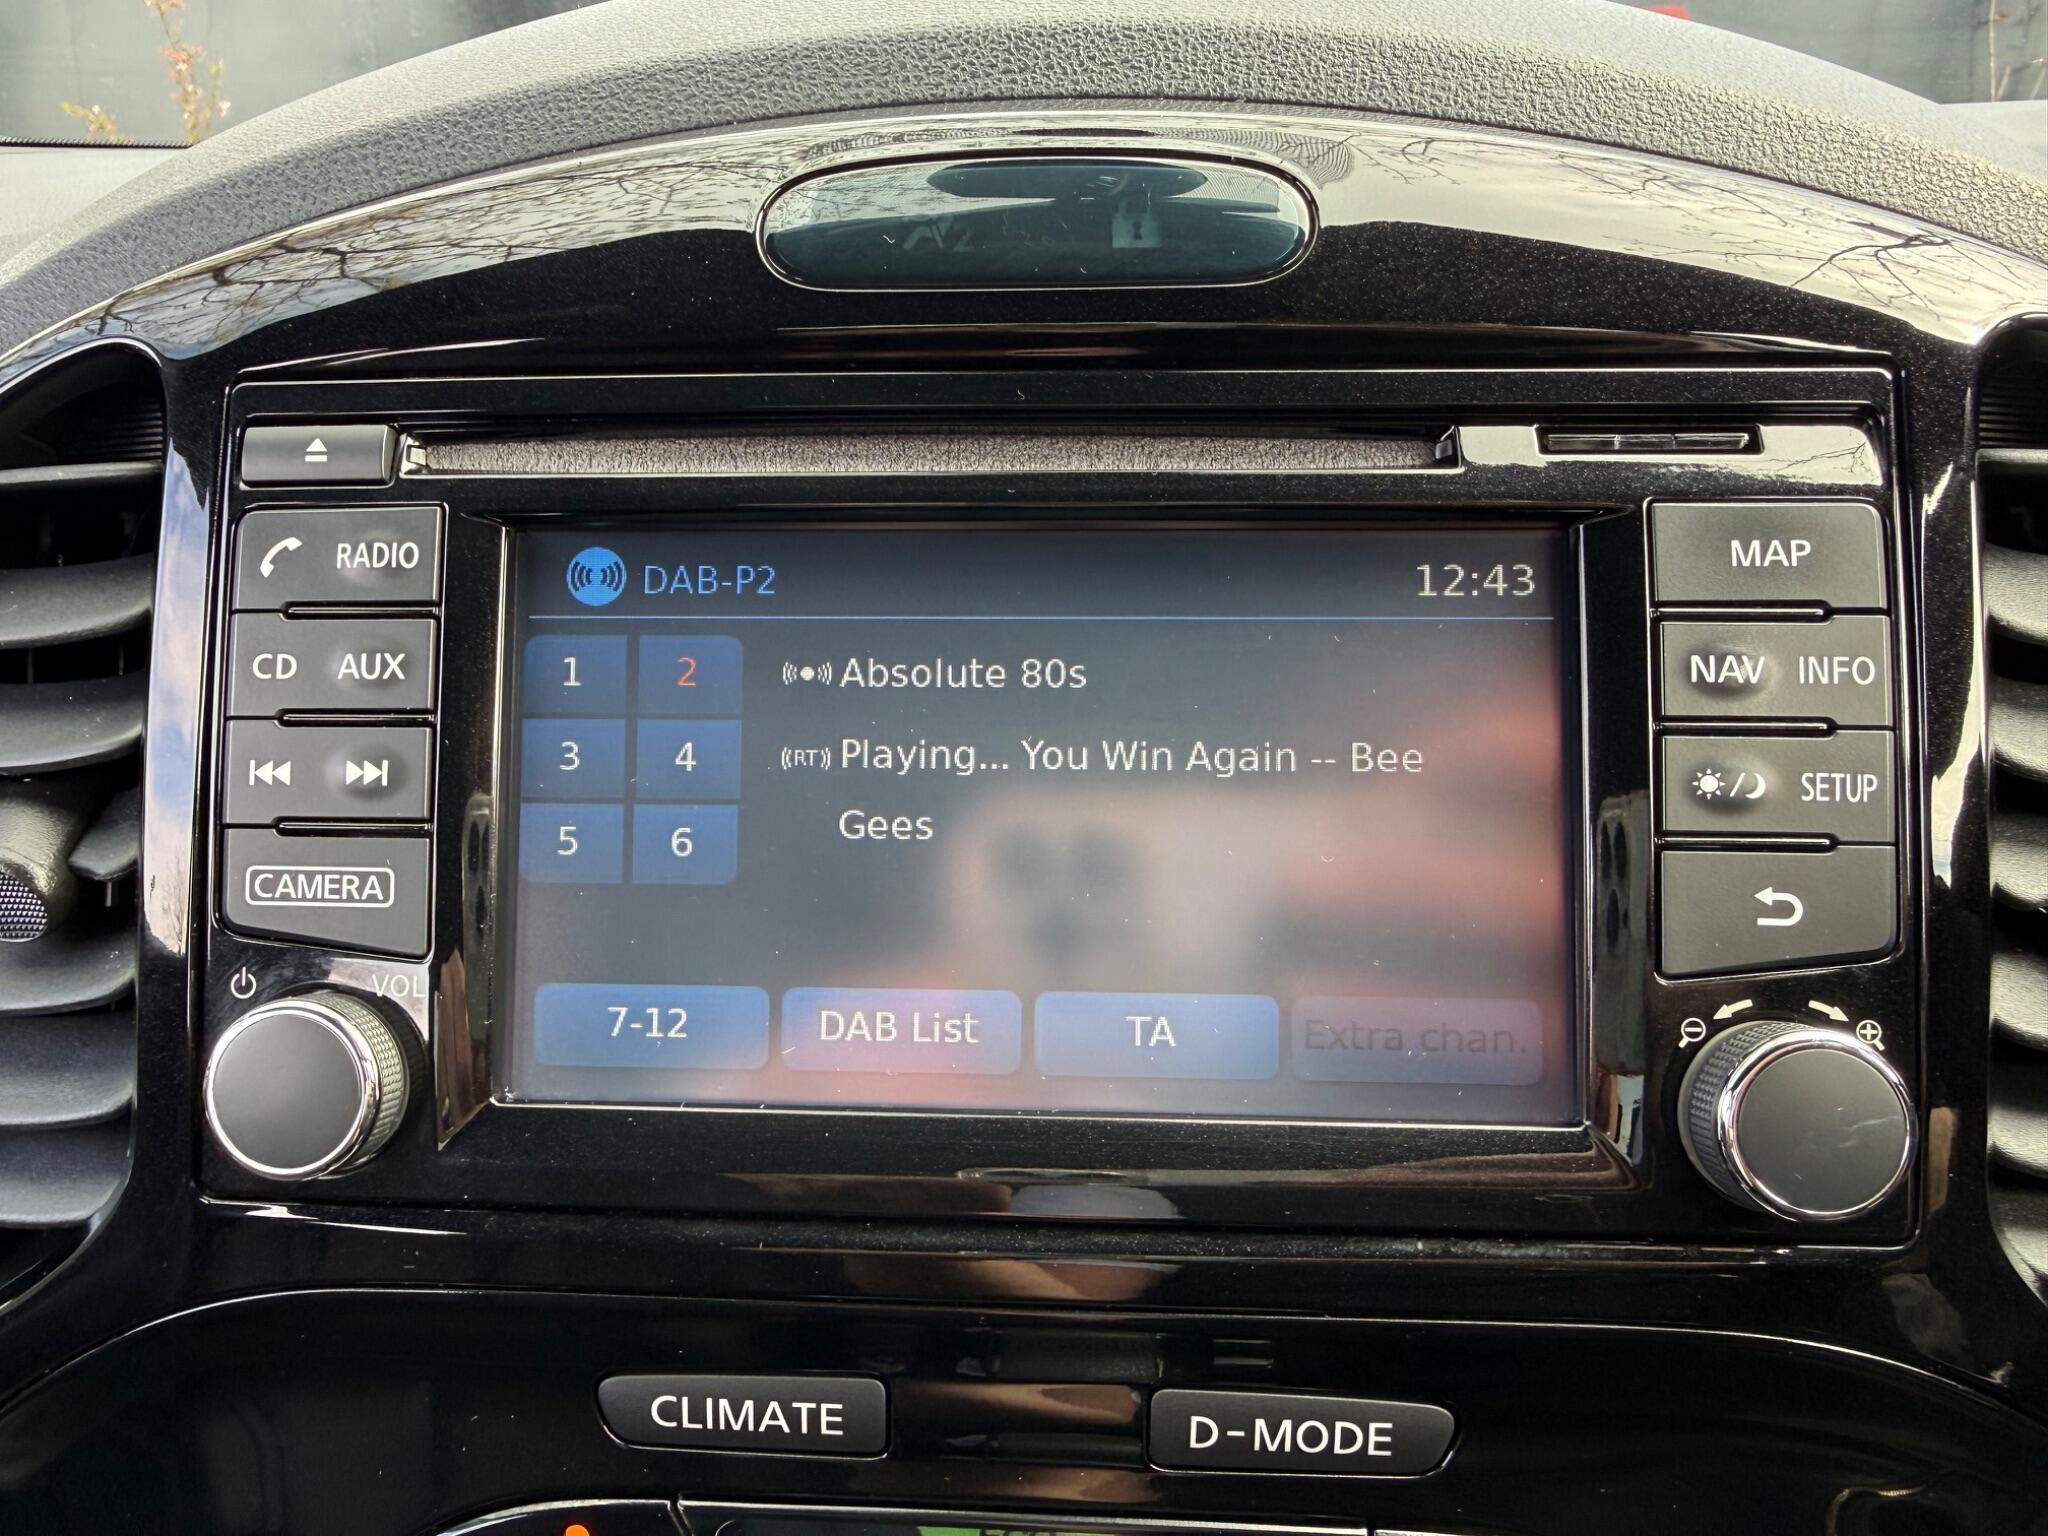 RADIO
CD AUX
CAMERA
VOL
DAB-P2 12:43
1 2
3 4
5 6
Absolute 80s
RT Playing... You Win Again -- Bee
Gees
7-12 DAB List TA Extra chan.
MAP
NAV INFO
SETUP
CLIMATE D-MODE